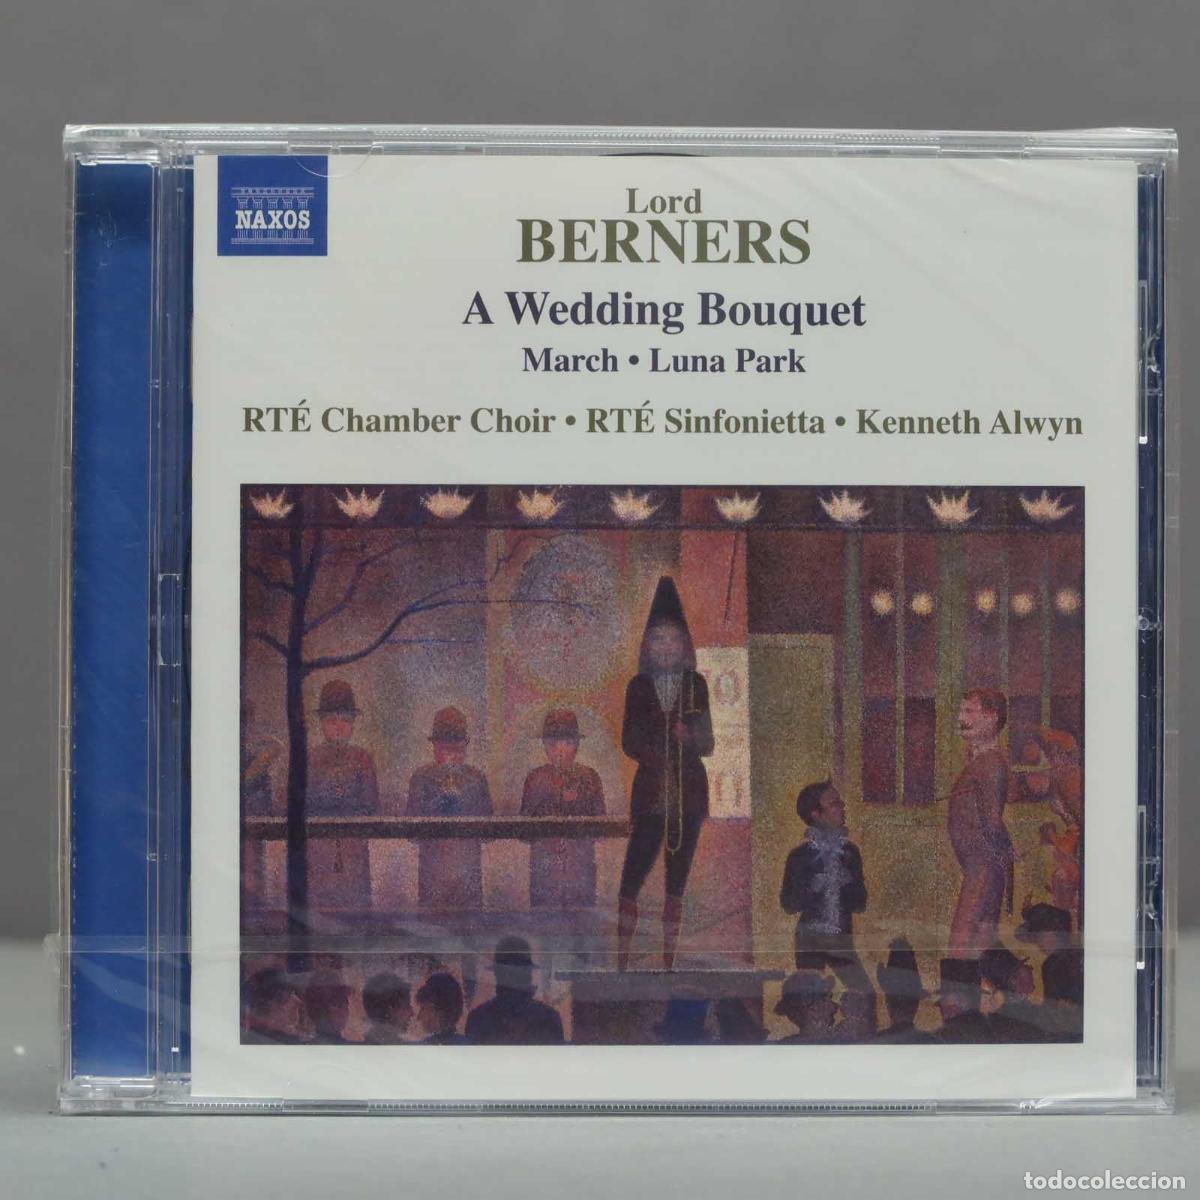 NAXOS
Lord
BERNERS
A Wedding Bouquet
March • Luna Park
RTÉ Chamber Choir • RTÉ Sinfonietta • Kenneth Alwyn
todocoleccion